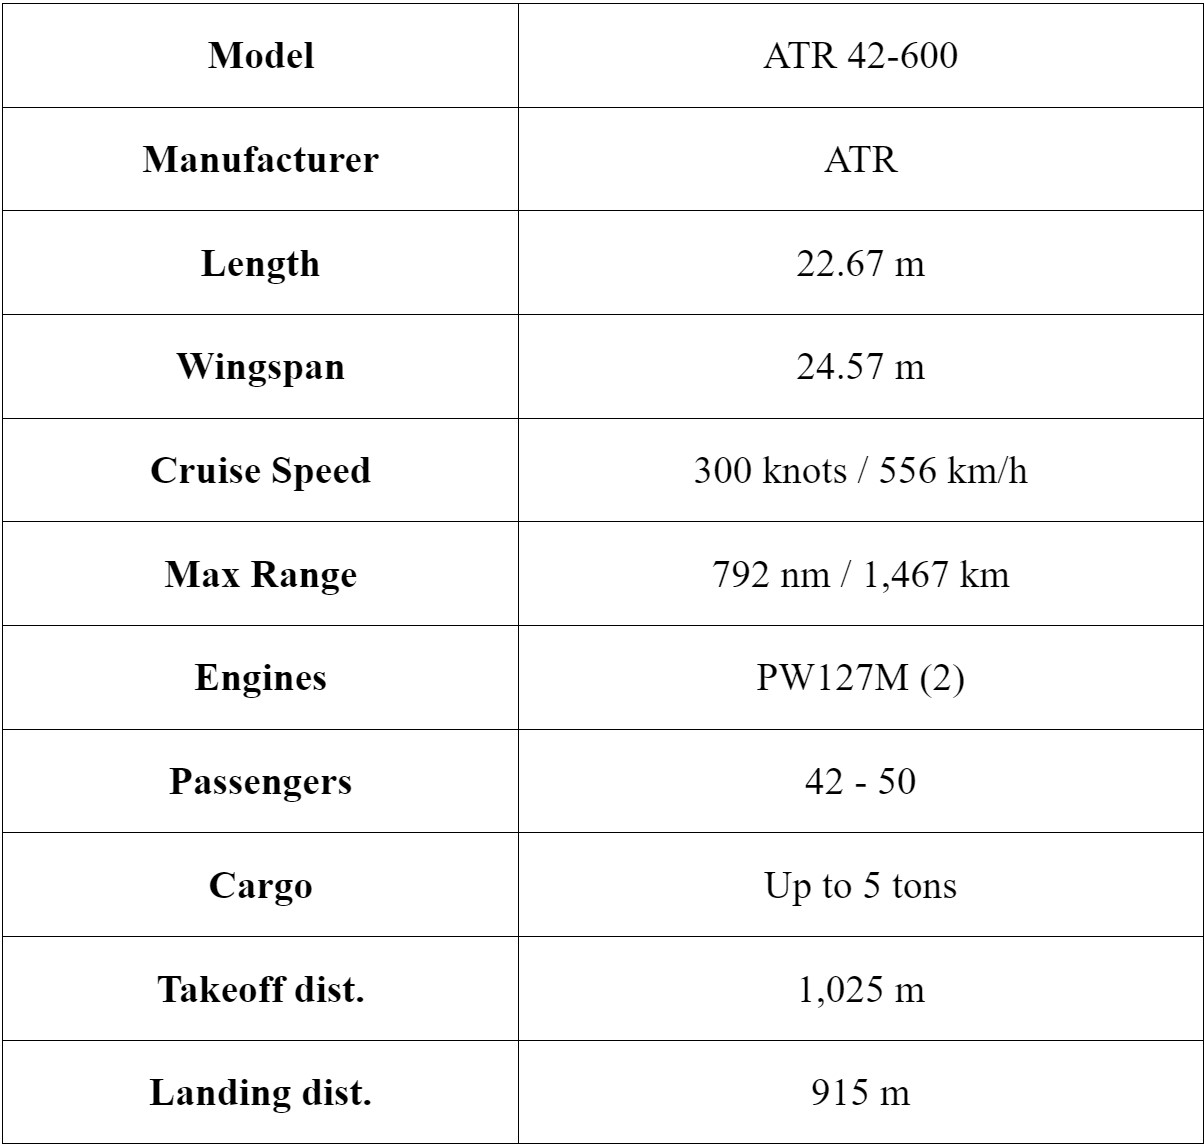 Model ATR 42-600
Manufacturer ATR
Length 22.67 m
Wingspan 24.57 m
Cruise Speed 300 knots / 556 km/h
Max Range 792 nm / 1,467 km
Engines PW127M (2)
Passengers 42 - 50
Cargo Up to 5 tons
Takeoff dist. 1,025 m
Landing dist. 915 m